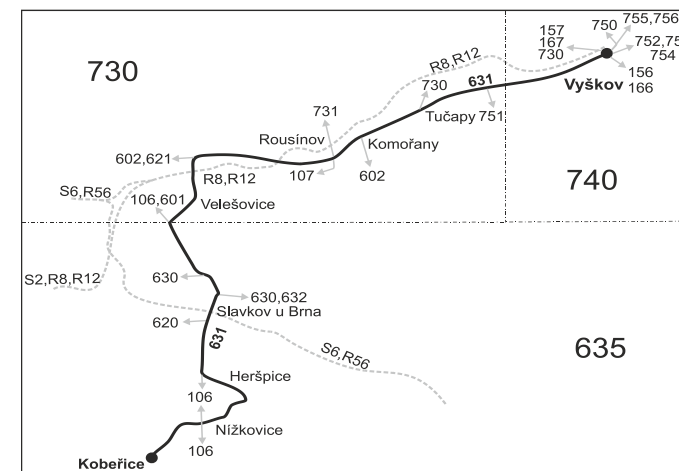 730
R8,R12
631
730
157
167
730
750
755,756
752,75
754
156
166
Vyškov
731
Rousínov
Tučapy
751
Komořany
602,621
R8,R12
107
602
740
S6,R56
106,601
Velešovice
S2,R8,R12
630
630,632
Slavkov u Brna
620
631
S6,R56
635
Heršpice
106
Nížkovice
106
Kobeřice